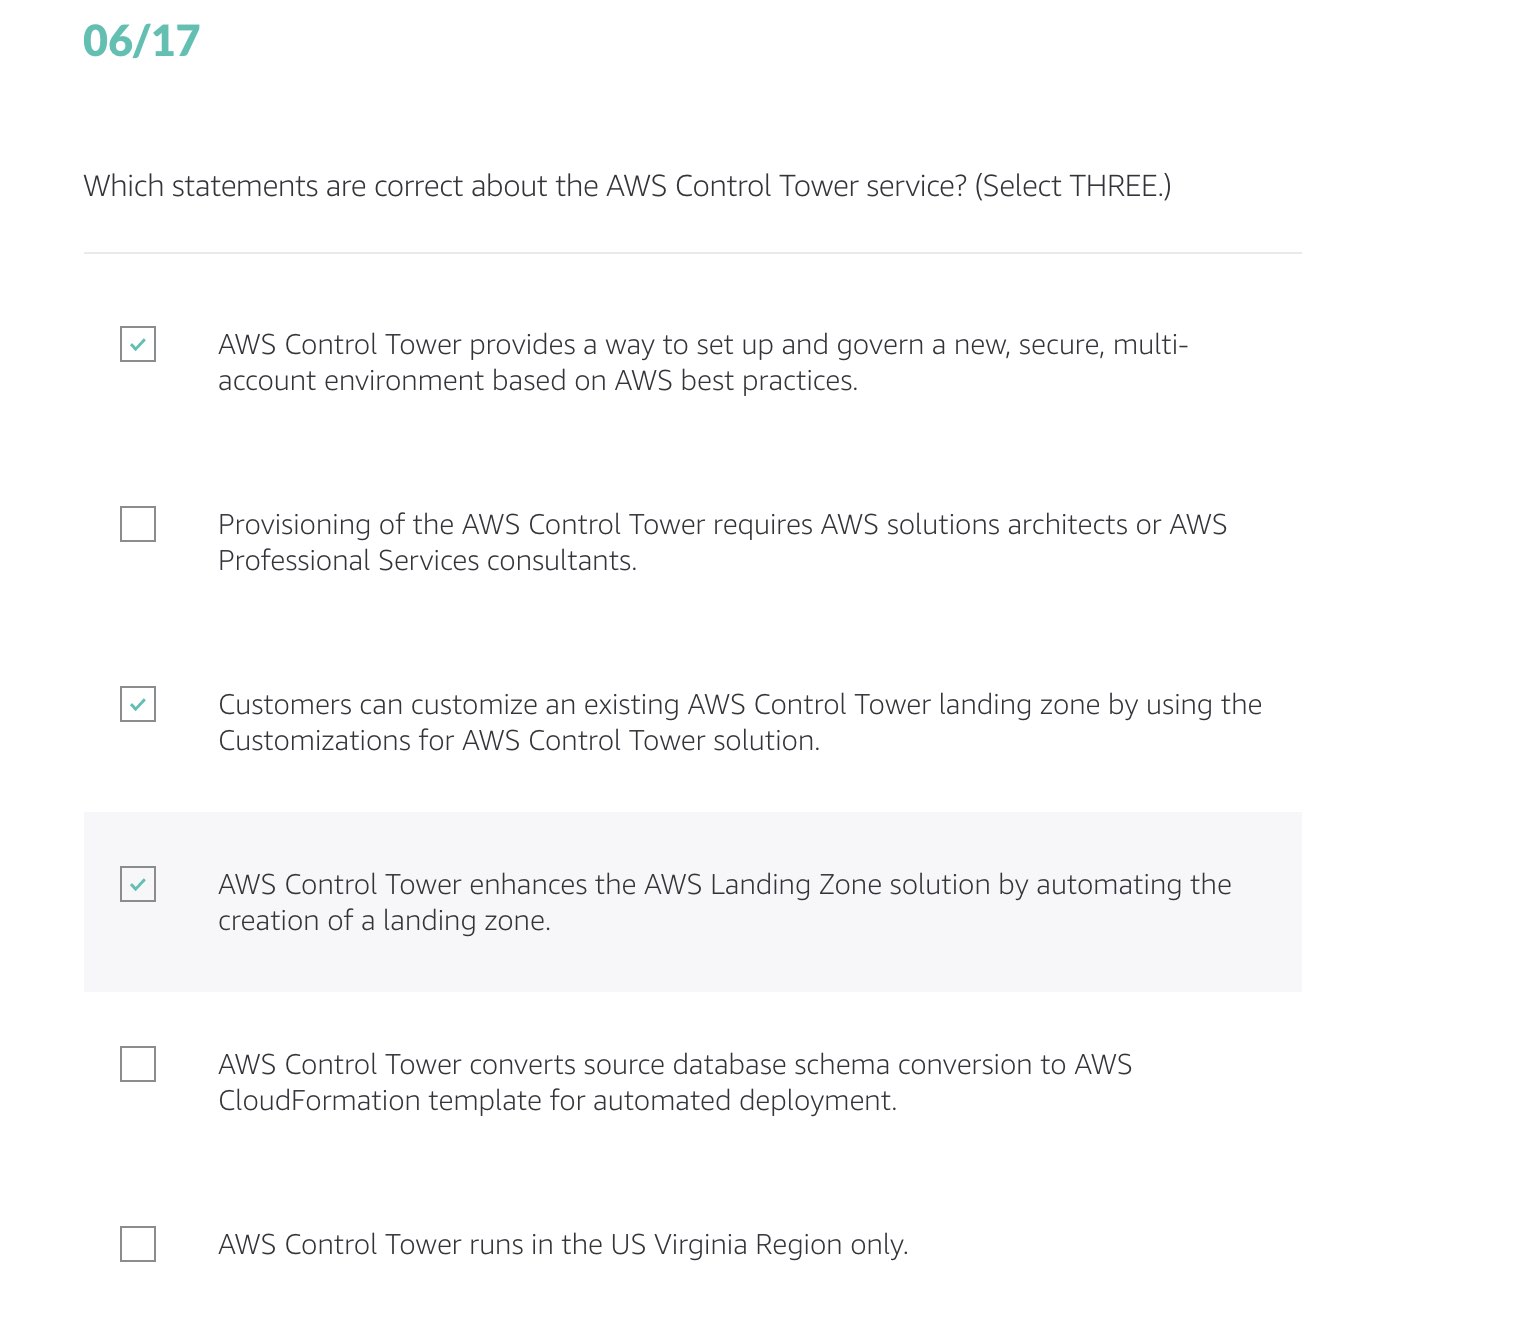 06/17
Which statements are correct about the AWS Control Tower service? (Select THREE.)
AWS Control Tower provides a way to set up and govern a new, secure, multi-
account environment based on AWS best practices.
Provisioning of the AWS Control Tower requires AWS solutions architects or AWS
Professional Services consultants.
Customers can customize an existing AWS Control Tower landing zone by using the
Customizations for AWS Control Tower solution.
AWS Control Tower enhances the AWS Landing Zone solution by automating the
creation of a landing zone.
AWS Control Tower converts source database schema conversion to AWS
CloudFormation template for automated deployment.
AWS Control Tower runs in the US Virginia Region only.